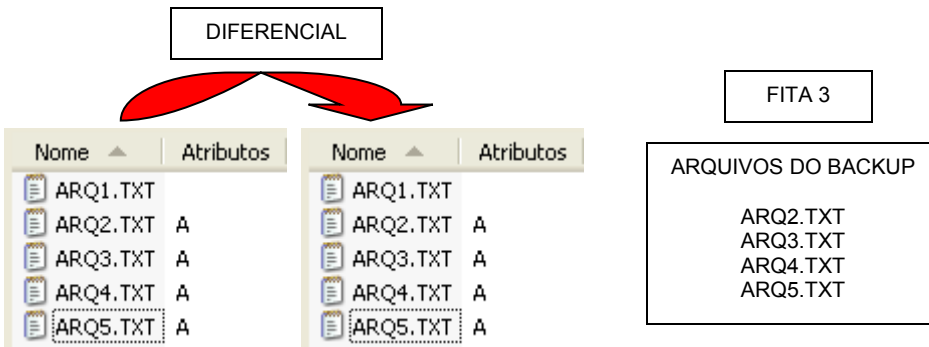 DIFERENCIAL
Nome Atributos
ARQ1.TXT
ARQ2.TXT A
ARQ3.TXT A
ARQ4.TXT A
ARQ5.TXT A
Nome Atributos
ARQ1.TXT
ARQ2.TXT A
ARQ3.TXT A
ARQ4.TXT A
ARQ5.TXT A
FITA 3
ARQUIVOS DO BACKUP
ARQ2.TXT
ARQ3.TXT
ARQ4.TXT
ARQ5.TXT